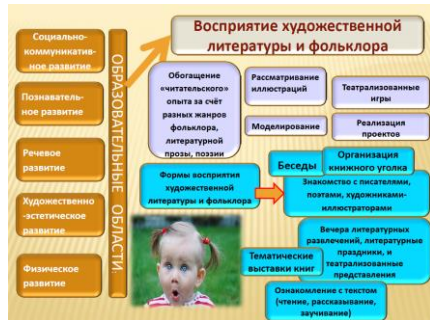 Социально-
коммуникатив-
ное развитие
Познаватель-
ное развитие
Речевое
развитие
Художественно
-эстетическое
развитие
Физическое
развитие
ОБРАЗОВАТЕЛЬНЫЕ ОБЛАСТИ.
Восприятие художественной
литературы и фольклора
Обогащение
«читательского»
опыта за счёт
разных жанров
фольклора,
литературной
прозы, поэзии
Рассматривание
иллюстраций
Театрализованные
игры
Моделирование
Реализация
проектов
Формы восприятия
художественной
литературы и фольклора
Беседы
Организация
книжного уголка
Знакомство с писателями,
поэтами, художниками-
иллюстраторами
Вечера литературных
развлечений, литературные
праздники, и
театрализованные
представления
Тематические
выставки книг
Ознакомление с текстом
(чтение, рассказывание,
заучивание)